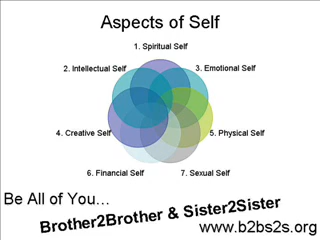 Aspects of Self
1. Spiritual Self
2. Intellectual Self
3. Emotional Self
4. Creative Self
5. Physical Self
6. Financial Self
7. Sexual Self
Be All of You...
Brother2Brother & Sister2Sister
www.b2bs2s.org